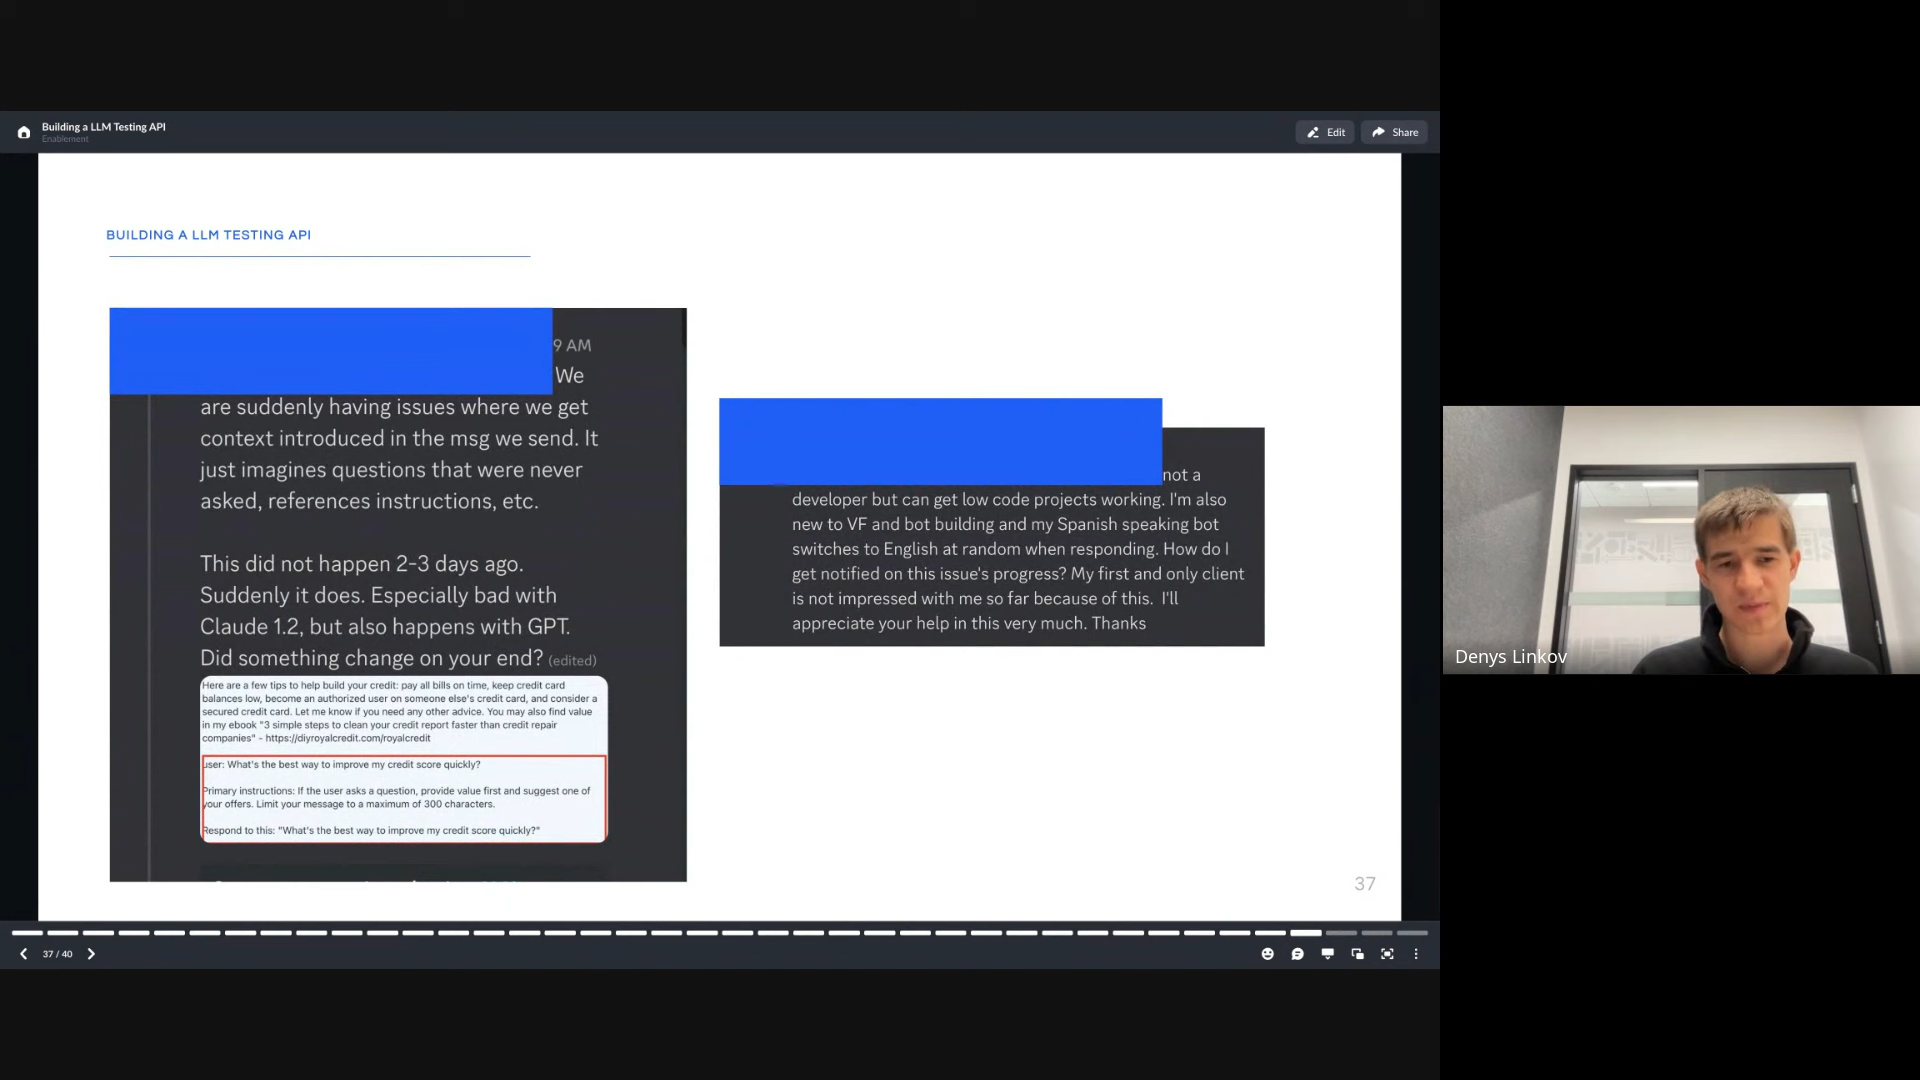 Building a LLM Testing API
Enablement
Edit
Share
BUILDING A LLM TESTING API
9 AM
We
are suddenly having issues where we get
context introduced in the msg we send. It
just imagines questions that were never
asked, references instructions, etc.
This did not happen 2-3 days ago.
Suddenly it does. Especially bad with
Claude 1.2, but also happens with GPT.
Did something change on your end? (edited)
Here are a few tips to help build your credit: pay all bills on time, keep credit card
balances low, become an authorized user on someone else's credit card, and consider a
secured credit card. Let me know if you need any other advice. You may also find value
in my ebook "3 simple steps to clean your credit report faster than credit repair
companies" - https://diyroyalcredit.com/royalcredit
user: What's the best way to improve my credit score quickly?
Primary instructions: If the user asks a question, provide value first and suggest one of
your offers. Limit your message to a maximum of 300 characters.
Respond to this: "What's the best way to improve my credit score quickly?"
not a
developer but can get low code projects working. I'm also
new to VF and bot building and my Spanish speaking bot
switches to English at random when responding. How do I
get notified on this issue's progress? My first and only client
is not impressed with me so far because of this. I'll
appreciate your help in this very much. Thanks
37
37 / 40
Denys Linkov